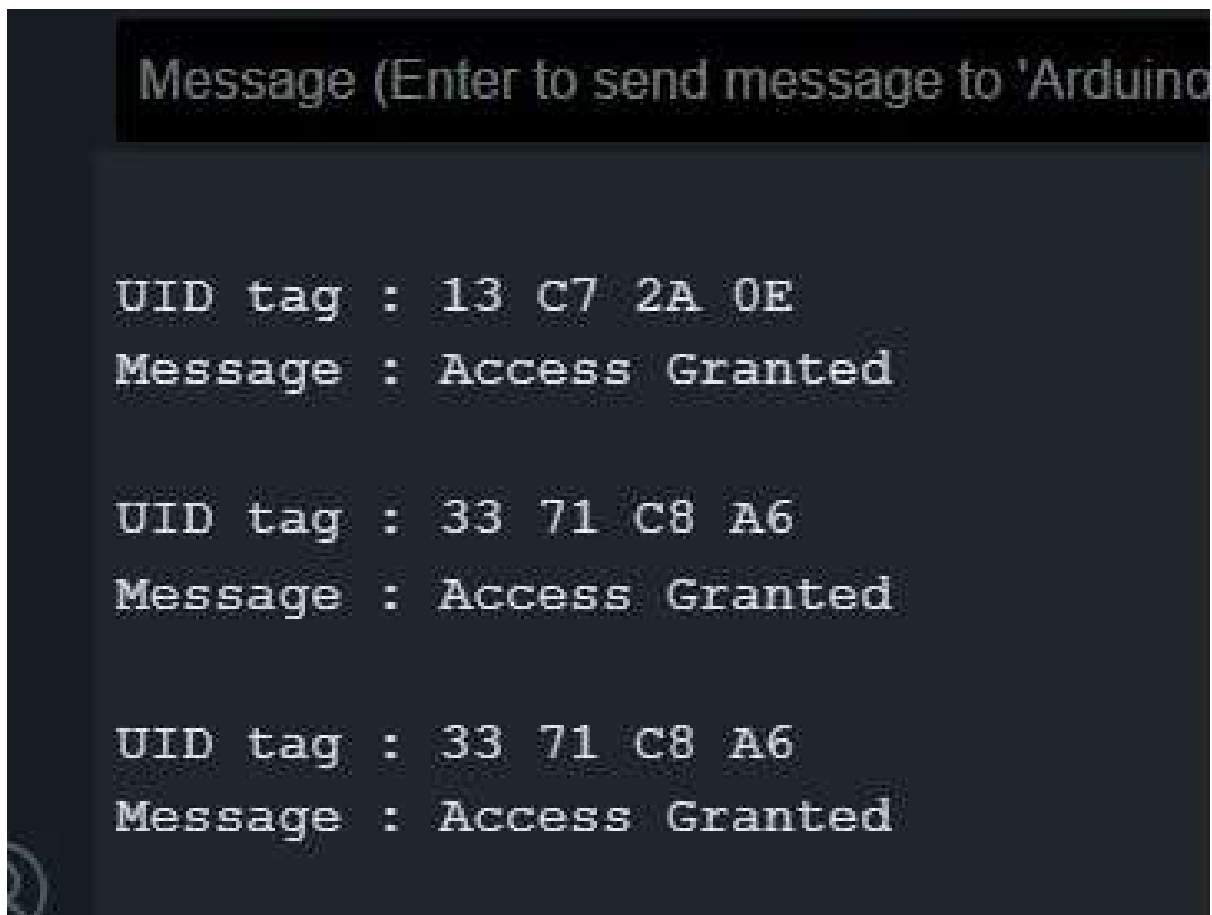 Message (Enter to send message to 'Arduino
UID tag : 13 C7 2A 0E
Message : Access Granted
UID tag : 33 71 C8 A6
Message : Access Granted
UID tag : 33 71 C8 A6
Message : Access Granted